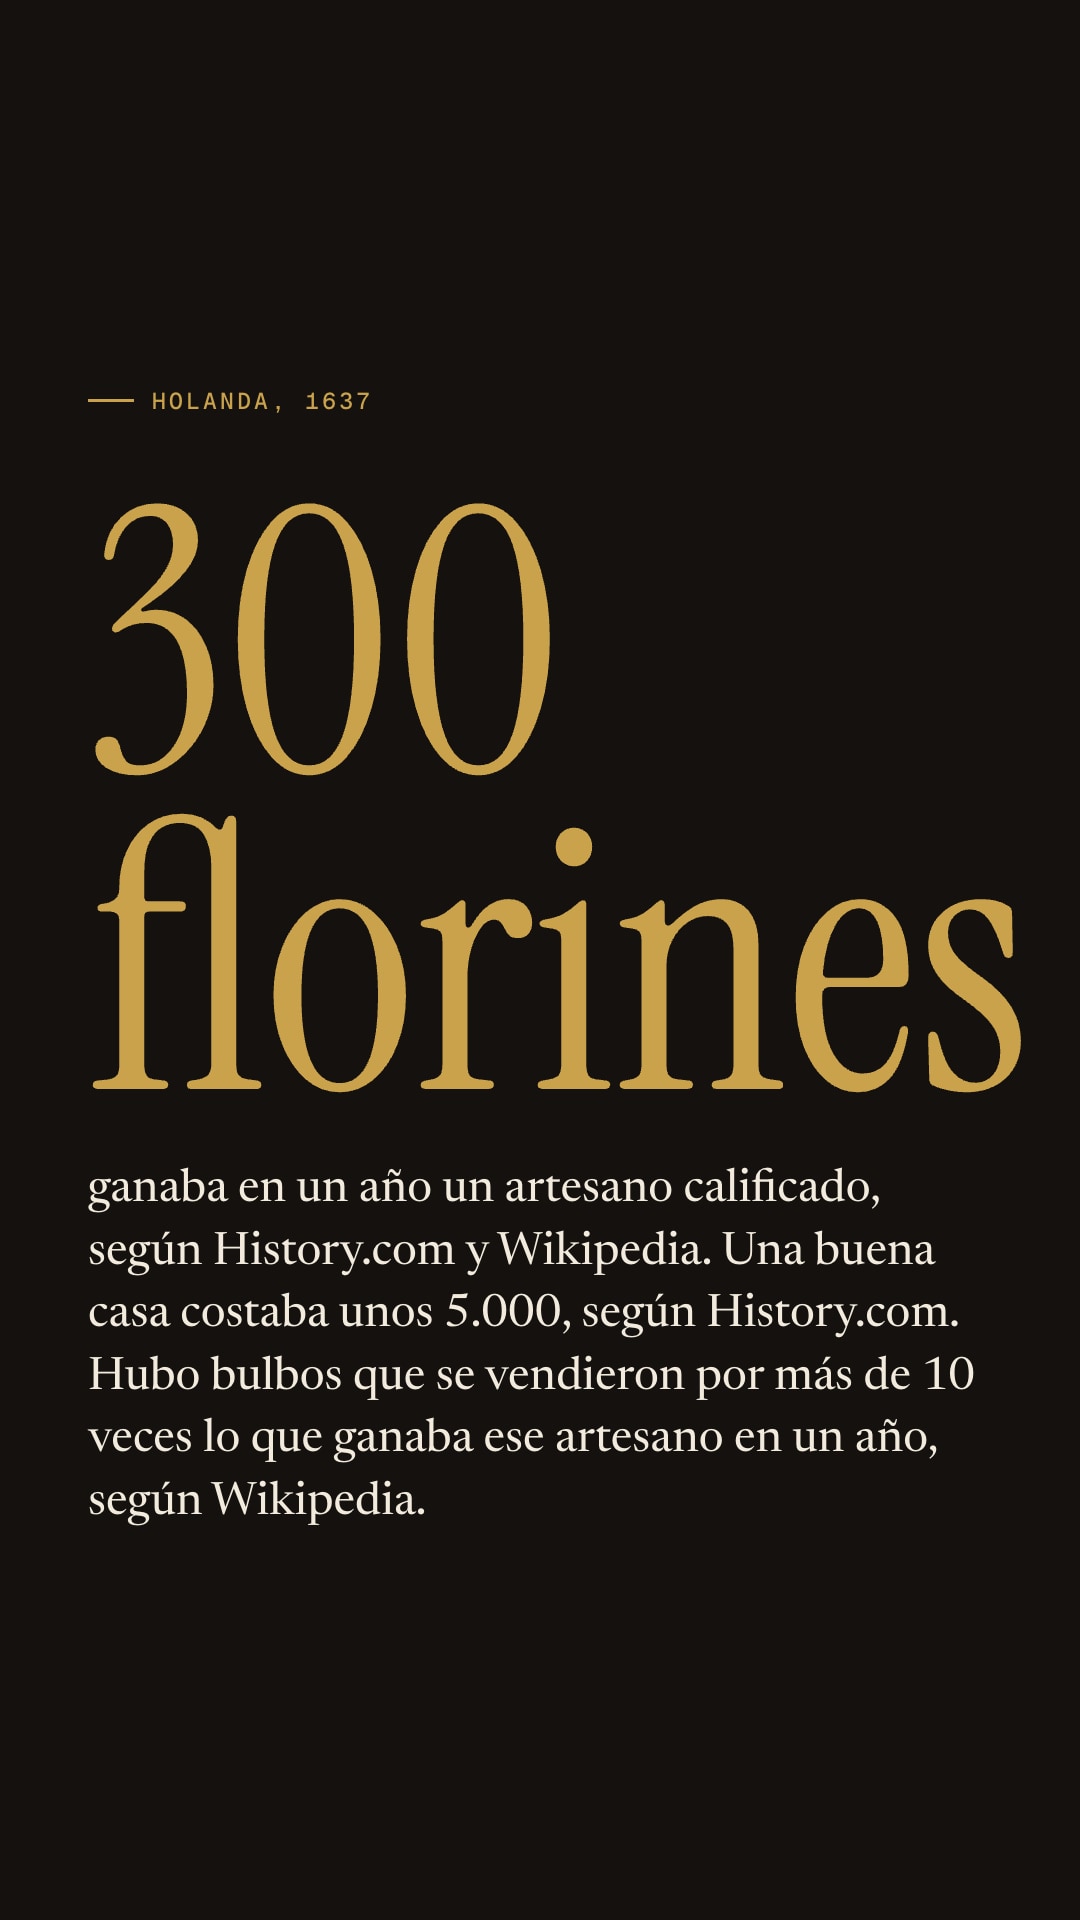 HOLANDA, 1637
300
florines
ganaba en un año un artesano calificado,
según History.com y Wikipedia. Una buena
casa costaba unos 5.000, según History.com.
Hubo bulbos que se vendieron por más de 10
veces lo que ganaba ese artesano en un año,
según Wikipedia.